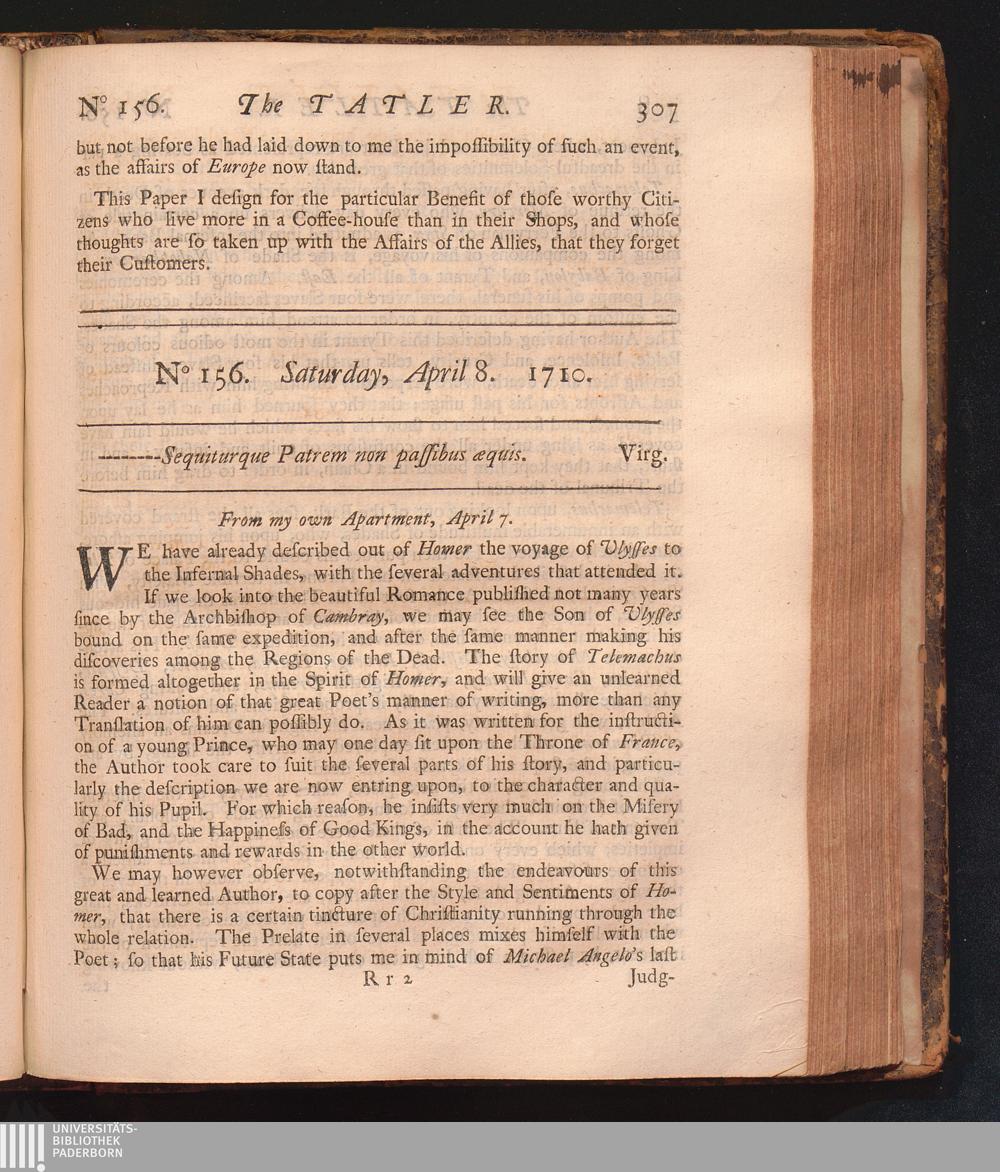 Nº 156. The TATLER. 307
but not before he had laid down to me the impoſſibility of ſuch an event,
as the affairs of Europe now ſtand.
This Paper I deſign for the particular Benefit of thoſe worthy Citi-
zens who live more in a Coffee-houſe than in their Shops, and whoſe
thoughts are ſo taken up with the Affairs of the Allies, that they forget
their Cuſtomers.
Nº 156. Saturday, April 8. 1710.
-------Sequiturque Patrem non paſſibus æquis. Virg.
From my own Apartment, April 7.
WE have already deſcribed out of Homer the voyage of Ulyſſes to
the Infernal Shades, with the ſeveral adventures that attended it.
If we look into the beautiful Romance publiſhed not many years
ſince by the Archbiſhop of Cambray, we may ſee the Son of Ulyſſes
bound on the ſame expedition, and after the ſame manner making his
diſcoveries among the Regions of the Dead. The ſtory of Telemachus
is formed altogether in the Spirit of Homer, and will give an unlearned
Reader a notion of that great Poet's manner of writing, more than any
Tranſlation of him can poſſibly do. As it was written for the inſtructi-
on of a young Prince, who may one day ſit upon the Throne of France,
the Author took care to ſuit the ſeveral parts of his ſtory, and particu-
larly the deſcription we are now entring upon, to the character and qua-
lity of his Pupil. For which reaſon, he inſiſts very much on the Miſery
of Bad, and the Happineſs of Good Kings, in the account he hath given
of puniſhments and rewards in the other world.
We may however obſerve, notwithſtanding the endeavours of this
great and learned Author, to copy after the Style and Sentiments of Ho-
mer, that there is a certain tincture of Chriſtianity running through the
whole relation. The Prelate in ſeveral places mixes himſelf with the
Poet; ſo that his Future State puts me in mind of Michael Angelo's laſt
R r 2 Judg-
UNIVERSITÄTS-
BIBLIOTHEK
PADERBORN